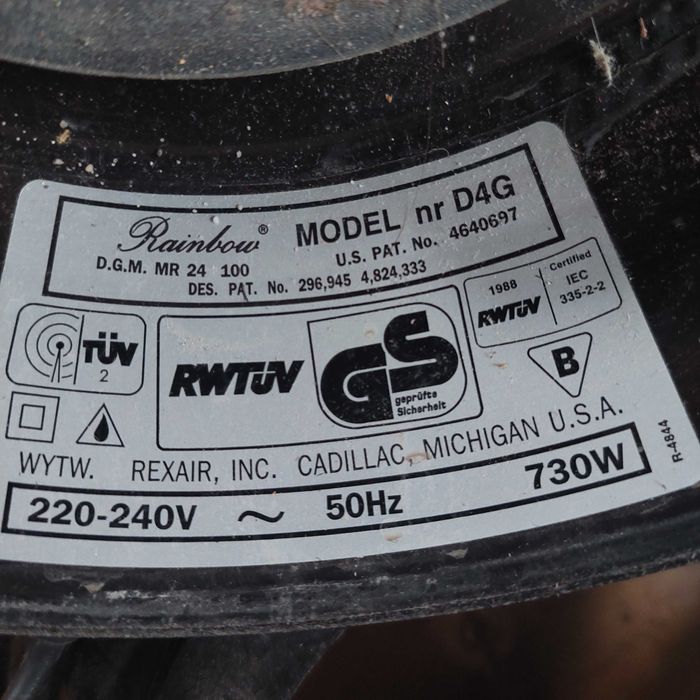 Rainbow® MODEL nr D4G
D.G.M. MR 24 100 U.S. PAT. No. 4640697
DES. PAT. No. 296,945 4,824,333
TÜV
2
RWTÜV
GS
geprüfte
Sicherheit
1988
RWTÜV
Certified
IEC
335-2-2
B
WYTW. REXAIR, INC. CADILLAC, MICHIGAN U.S.A.
220-240V ~ 50Hz 730W
R-4844